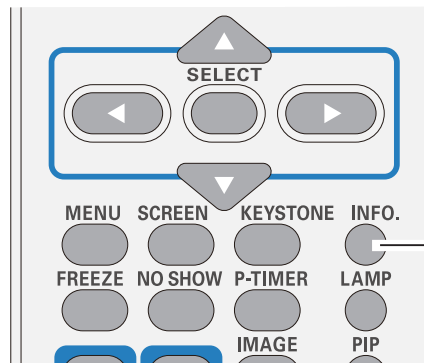 SELECT
MENU SCREEN KEYSTONE INFO.
FREEZE NO SHOW P-TIMER LAMP
IMAGE PIP